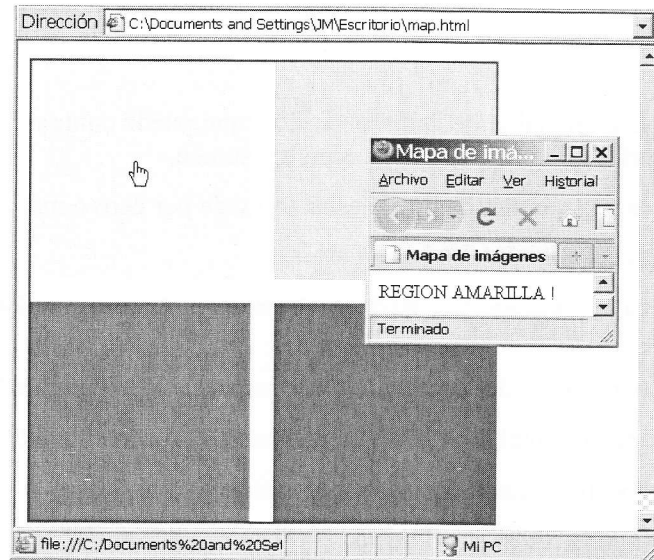 Dirección C:\Documents and Settings\JM\Escritorio\map.html
Mapa de imá...
Archivo Editar Ver Historial
Mapa de imágenes
REGION AMARILLA !
Terminado
file:///C:/Documents%20and%20Set
Mi PC